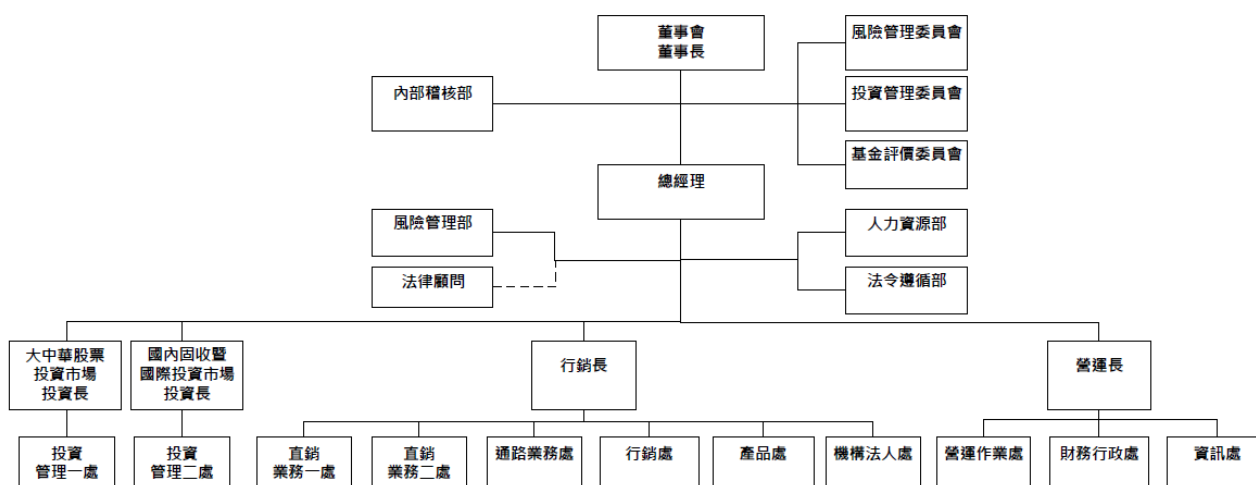 董事會
董事長
風險管理委員會
內部稽核部
投資管理委員會
基金評價委員會
總經理
風險管理部
人力資源部
法律顧問
法令遵循部
大中華股票
投資市場
投資長
國內固收暨
國際投資市場
投資長
行銷長
營運長
投資
管理一處
投資
管理二處
直銷
業務一處
直銷
業務二處
通路業務處
行銷處
產品處
機構法人處
營運作業處
財務行政處
資訊處